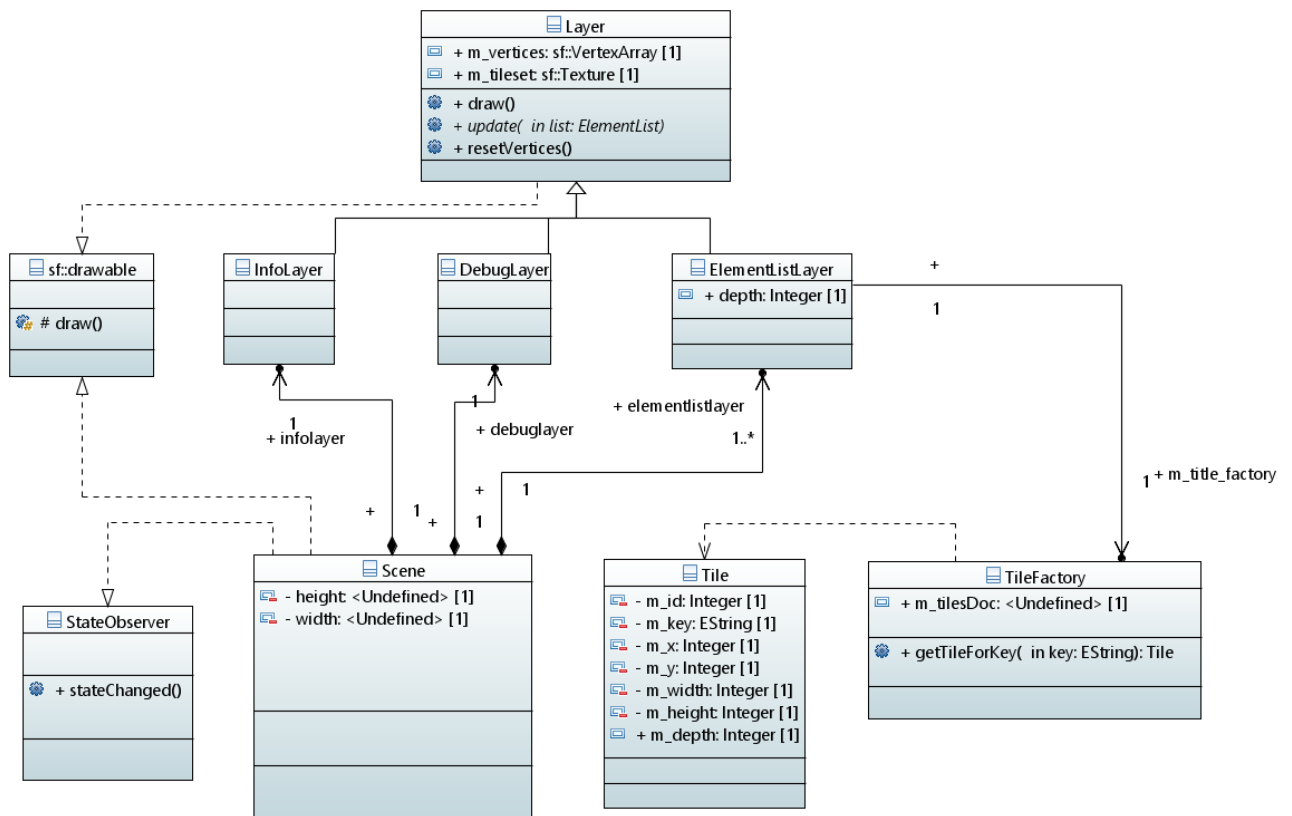 Layer
+ m_vertices: sf::VertexArray [1]
+ m_tileset: sf::Texture [1]
+ draw()
+ update(  in list: ElementList)
+ resetVertices()
sf::drawable
# draw()
InfoLayer
DebugLayer
ElementListLayer
+ depth: Integer [1]
+
1
1
+ infolayer
1
+ debuglayer
+ elementlistlayer
1..*
1
+ m_title_factory
+
1
+
+
1
1
Scene
- height: <Undefined> [1]
- width: <Undefined> [1]
StateObserver
+ stateChanged()
Tile
- m_id: Integer [1]
- m_key: EString [1]
- m_x: Integer [1]
- m_y: Integer [1]
- m_width: Integer [1]
- m_height: Integer [1]
+ m_depth: Integer [1]
TileFactory
+ m_tilesDoc: <Undefined> [1]
+ getTileForKey(  in key: EString): Tile